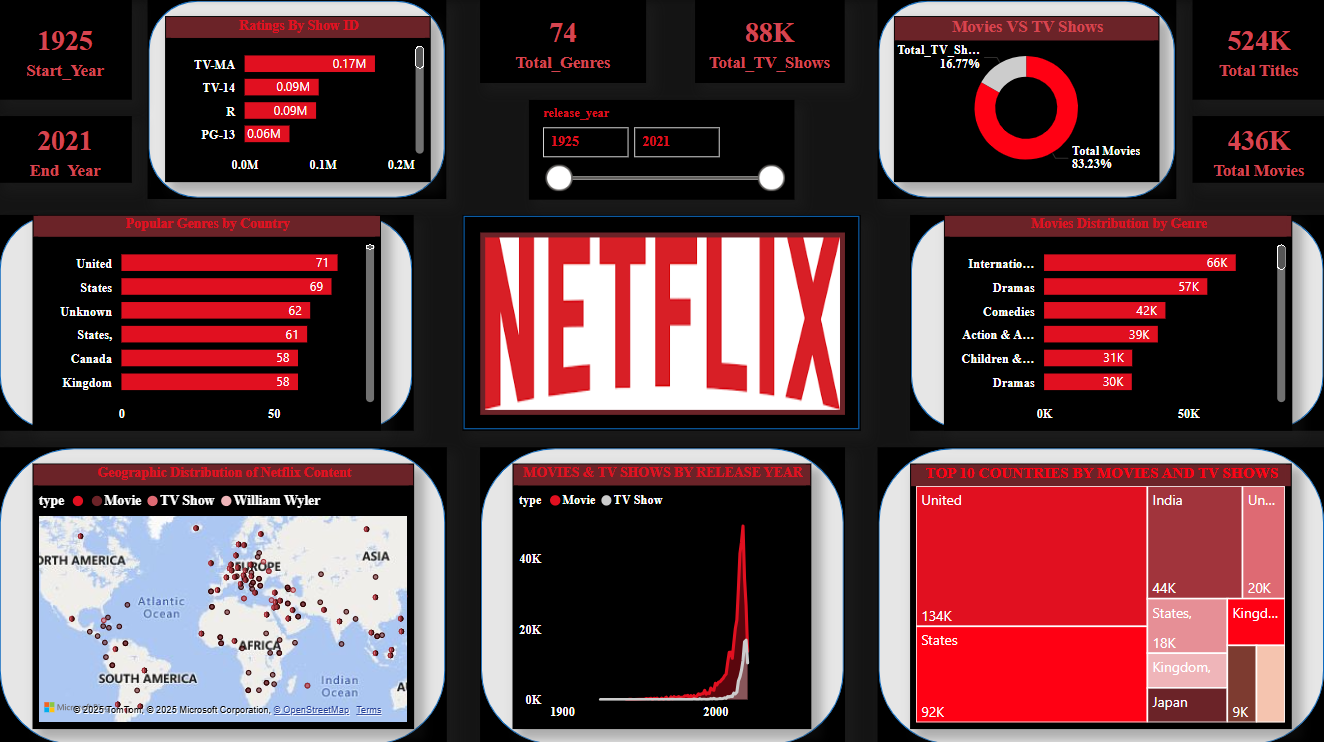 1925
Start_Year
2021
End_Year
Ratings By Show ID
TV-MA 0.17M
TV-14 0.09M
R 0.09M
PG-13 0.06M
0.0M 0.1M 0.2M
74
Total_Genres
88K
Total_TV_Shows
release_year
1925 2021
Movies VS TV Shows
Total_TV_Sh...
16.77%
Total Movies
83.23%
524K
Total Titles
436K
Total Movies
Popular Genres by Country
United 71
States 69
Unknown 62
States, 61
Canada 58
Kingdom 58
0 50
NETFLIX
Movies Distribution by Genre
Internatio... 66K
Dramas 57K
Comedies 42K
Action & A... 39K
Children &... 31K
Dramas 30K
0K 50K
Geographic Distribution of Netflix Content
type Movie TV Show William Wyler
ORTH AMERICA
EUROPE
ASIA
Atlantic
Ocean
AFRICA
SOUTH AMERICA
Indian
Ocean
A
© 2025 TomTom, © 2025 Microsoft Corporation, © OpenStreetMap Terms
MOVIES & TV SHOWS BY RELEASE YEAR
type Movie TV Show
40K
20K
0K
1900 2000
TOP 10 COUNTRIES BY MOVIES AND TV SHOWS
United
134K
States
92K
India
44K
Un...
20K
States,
18K
Kingd...
Kingdom,
Japan
9K